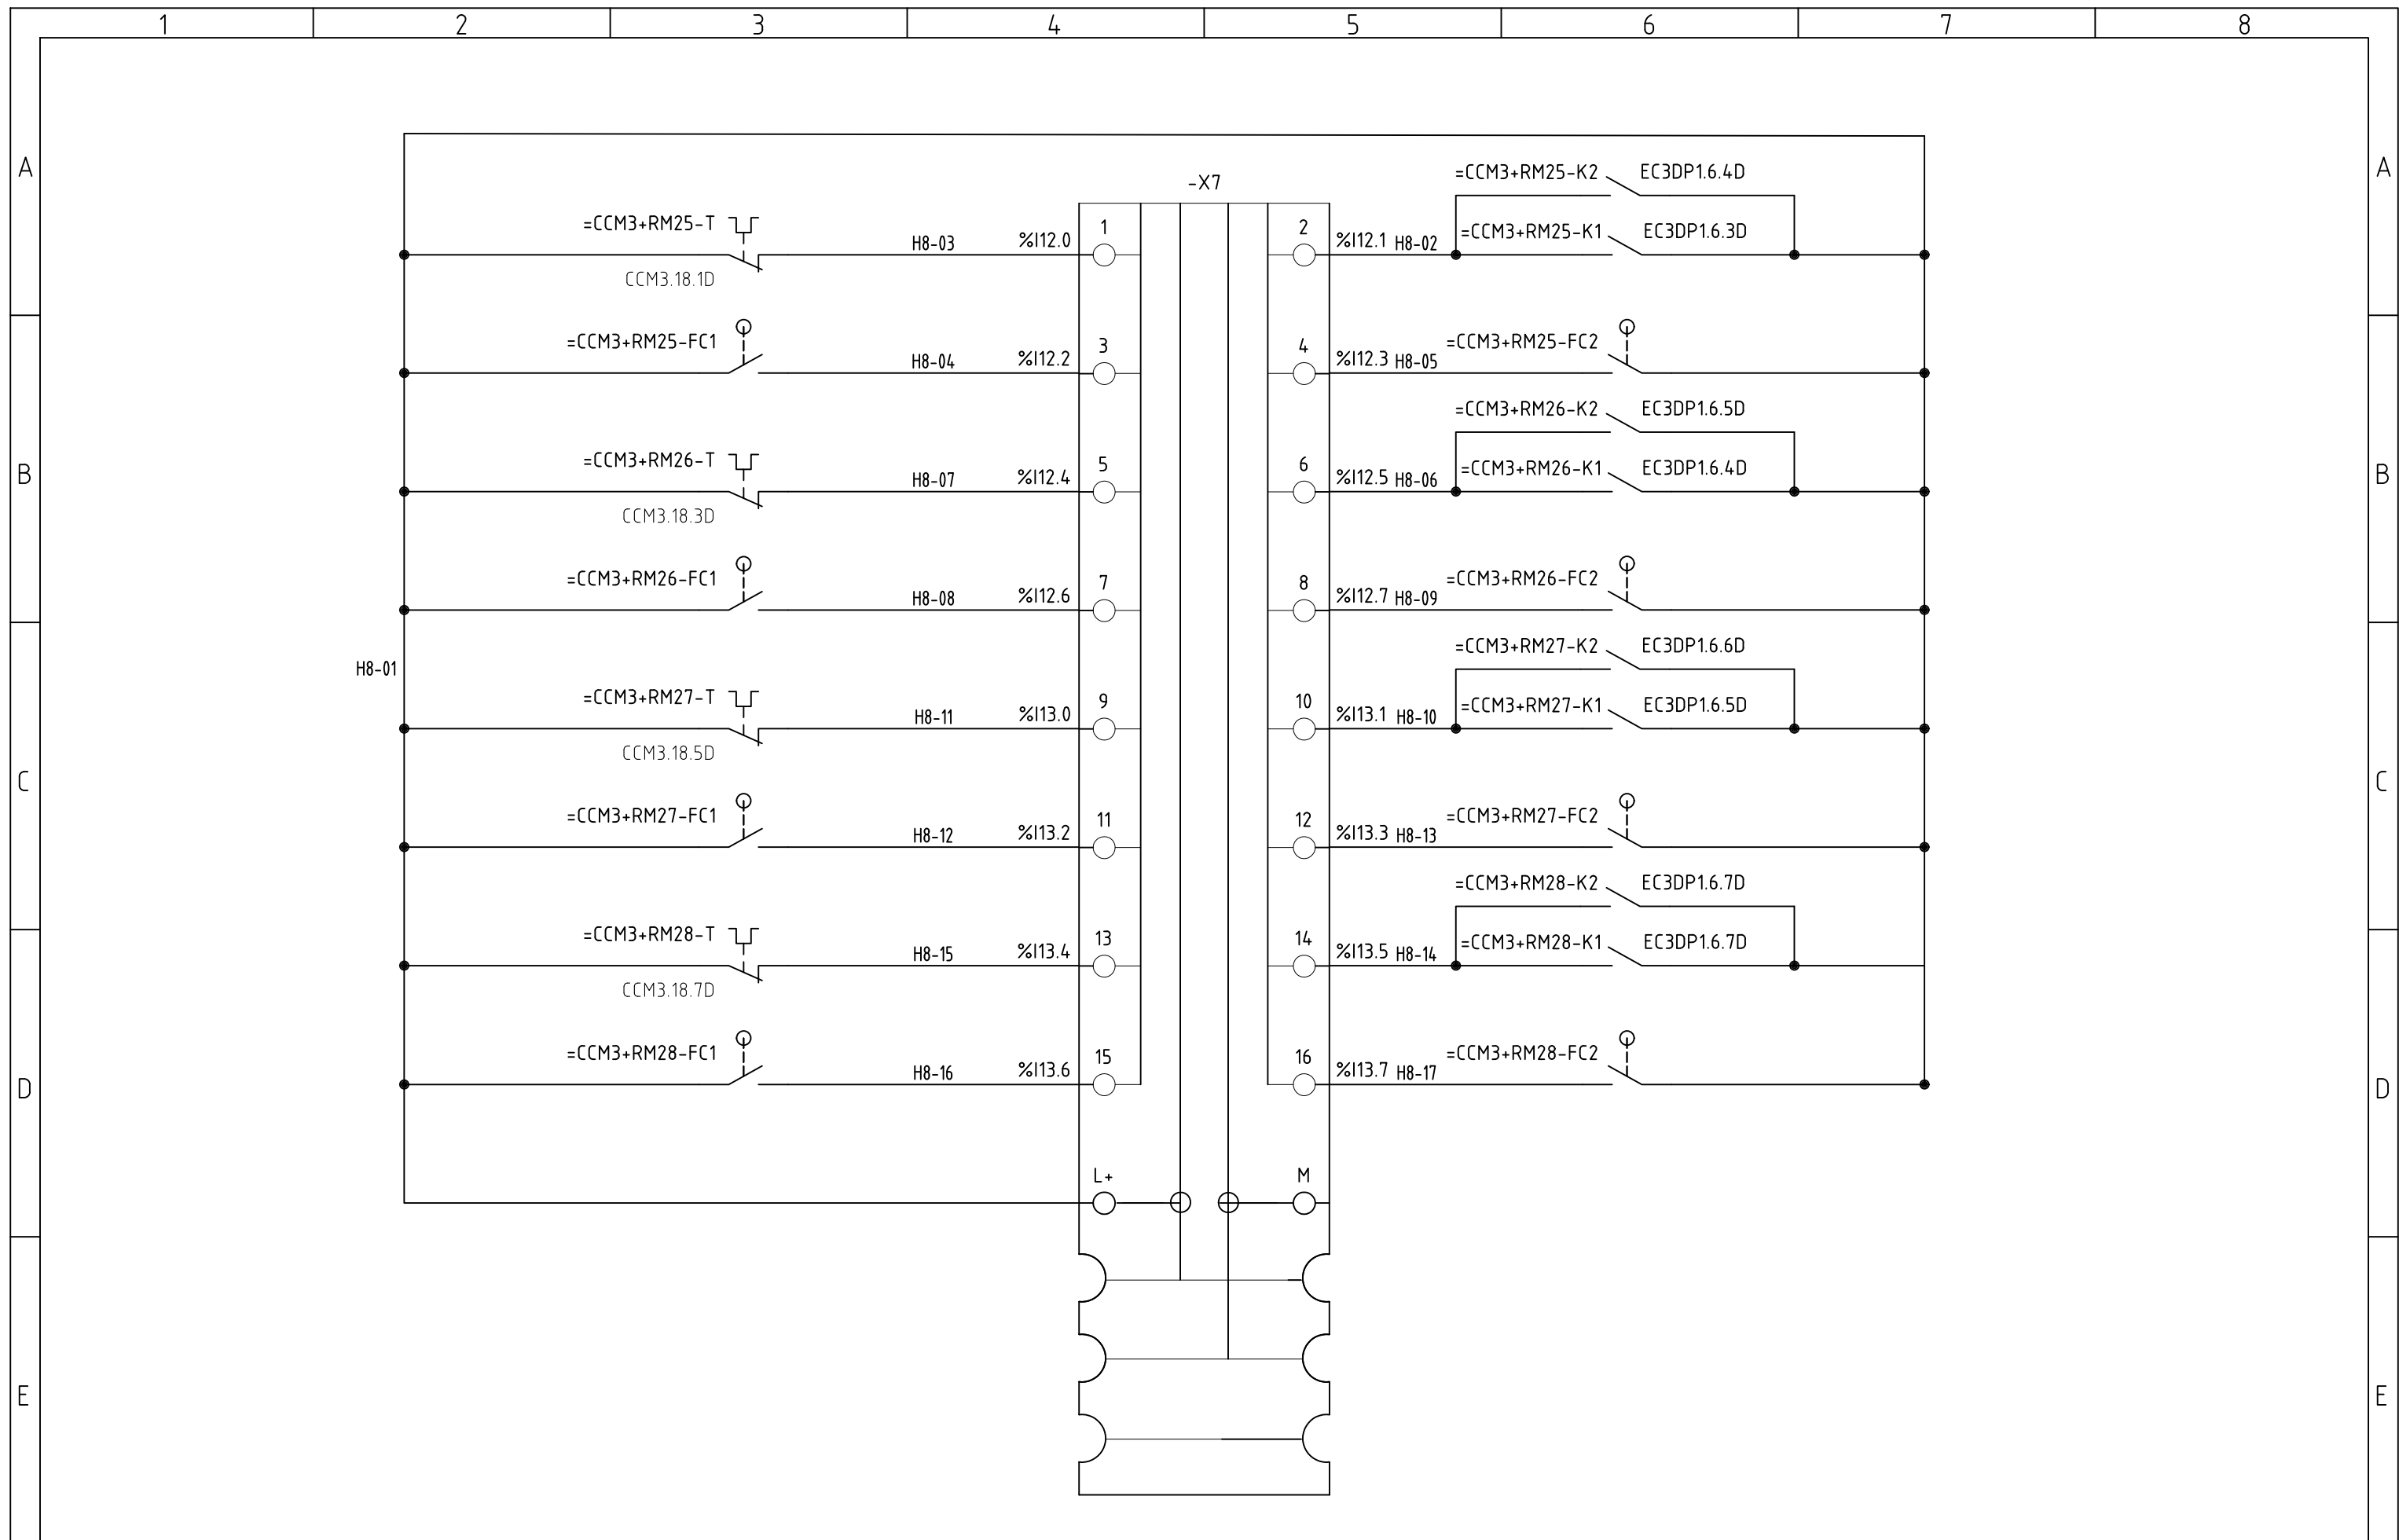 1 2 3 4 5 6 7 8
A A
-X7
=CCM3+RM25-K2 EC3DP1.6.4D
=CCM3+RM25-T H8-03 %I12.0 1 2 %I12.1 H8-02 =CCM3+RM25-K1 EC3DP1.6.3D
CCM3.18.1D
=CCM3+RM25-FC1 H8-04 %I12.2 3 4 %I12.3 H8-05 =CCM3+RM25-FC2
=CCM3+RM26-K2 EC3DP1.6.5D
B B
=CCM3+RM26-T H8-07 %I12.4 5 6 %I12.5 H8-06 =CCM3+RM26-K1 EC3DP1.6.4D
CCM3.18.3D
=CCM3+RM26-FC1 H8-08 %I12.6 7 8 %I12.7 H8-09 =CCM3+RM26-FC2
H8-01
=CCM3+RM27-K2 EC3DP1.6.6D
=CCM3+RM27-T H8-11 %I13.0 9 10 %I13.1 H8-10 =CCM3+RM27-K1 EC3DP1.6.5D
CCM3.18.5D
C C
=CCM3+RM27-FC1 H8-12 %I13.2 11 12 %I13.3 H8-13 =CCM3+RM27-FC2
=CCM3+RM28-K2 EC3DP1.6.7D
=CCM3+RM28-T H8-15 %I13.4 13 14 %I13.5 H8-14 =CCM3+RM28-K1 EC3DP1.6.7D
CCM3.18.7D
=CCM3+RM28-FC1 H8-16 %I13.6 15 16 %I13.7 H8-17 =CCM3+RM28-FC2
D D
L+ M
E E